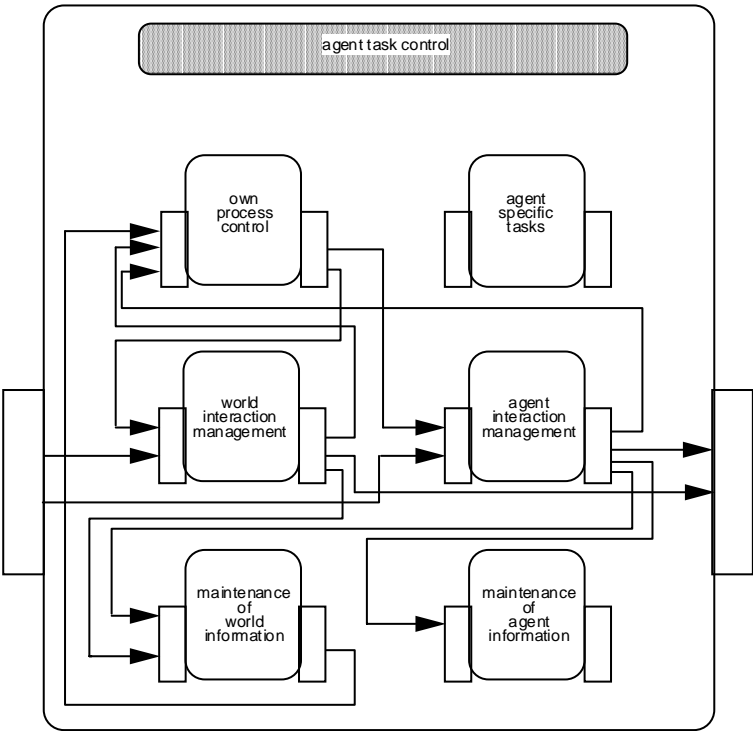 agent task control
own
process
control
agent
specific
tasks
world
interaction
management
agent
interaction
management
maintenance
of
world
information
maintenance
of
agent
information